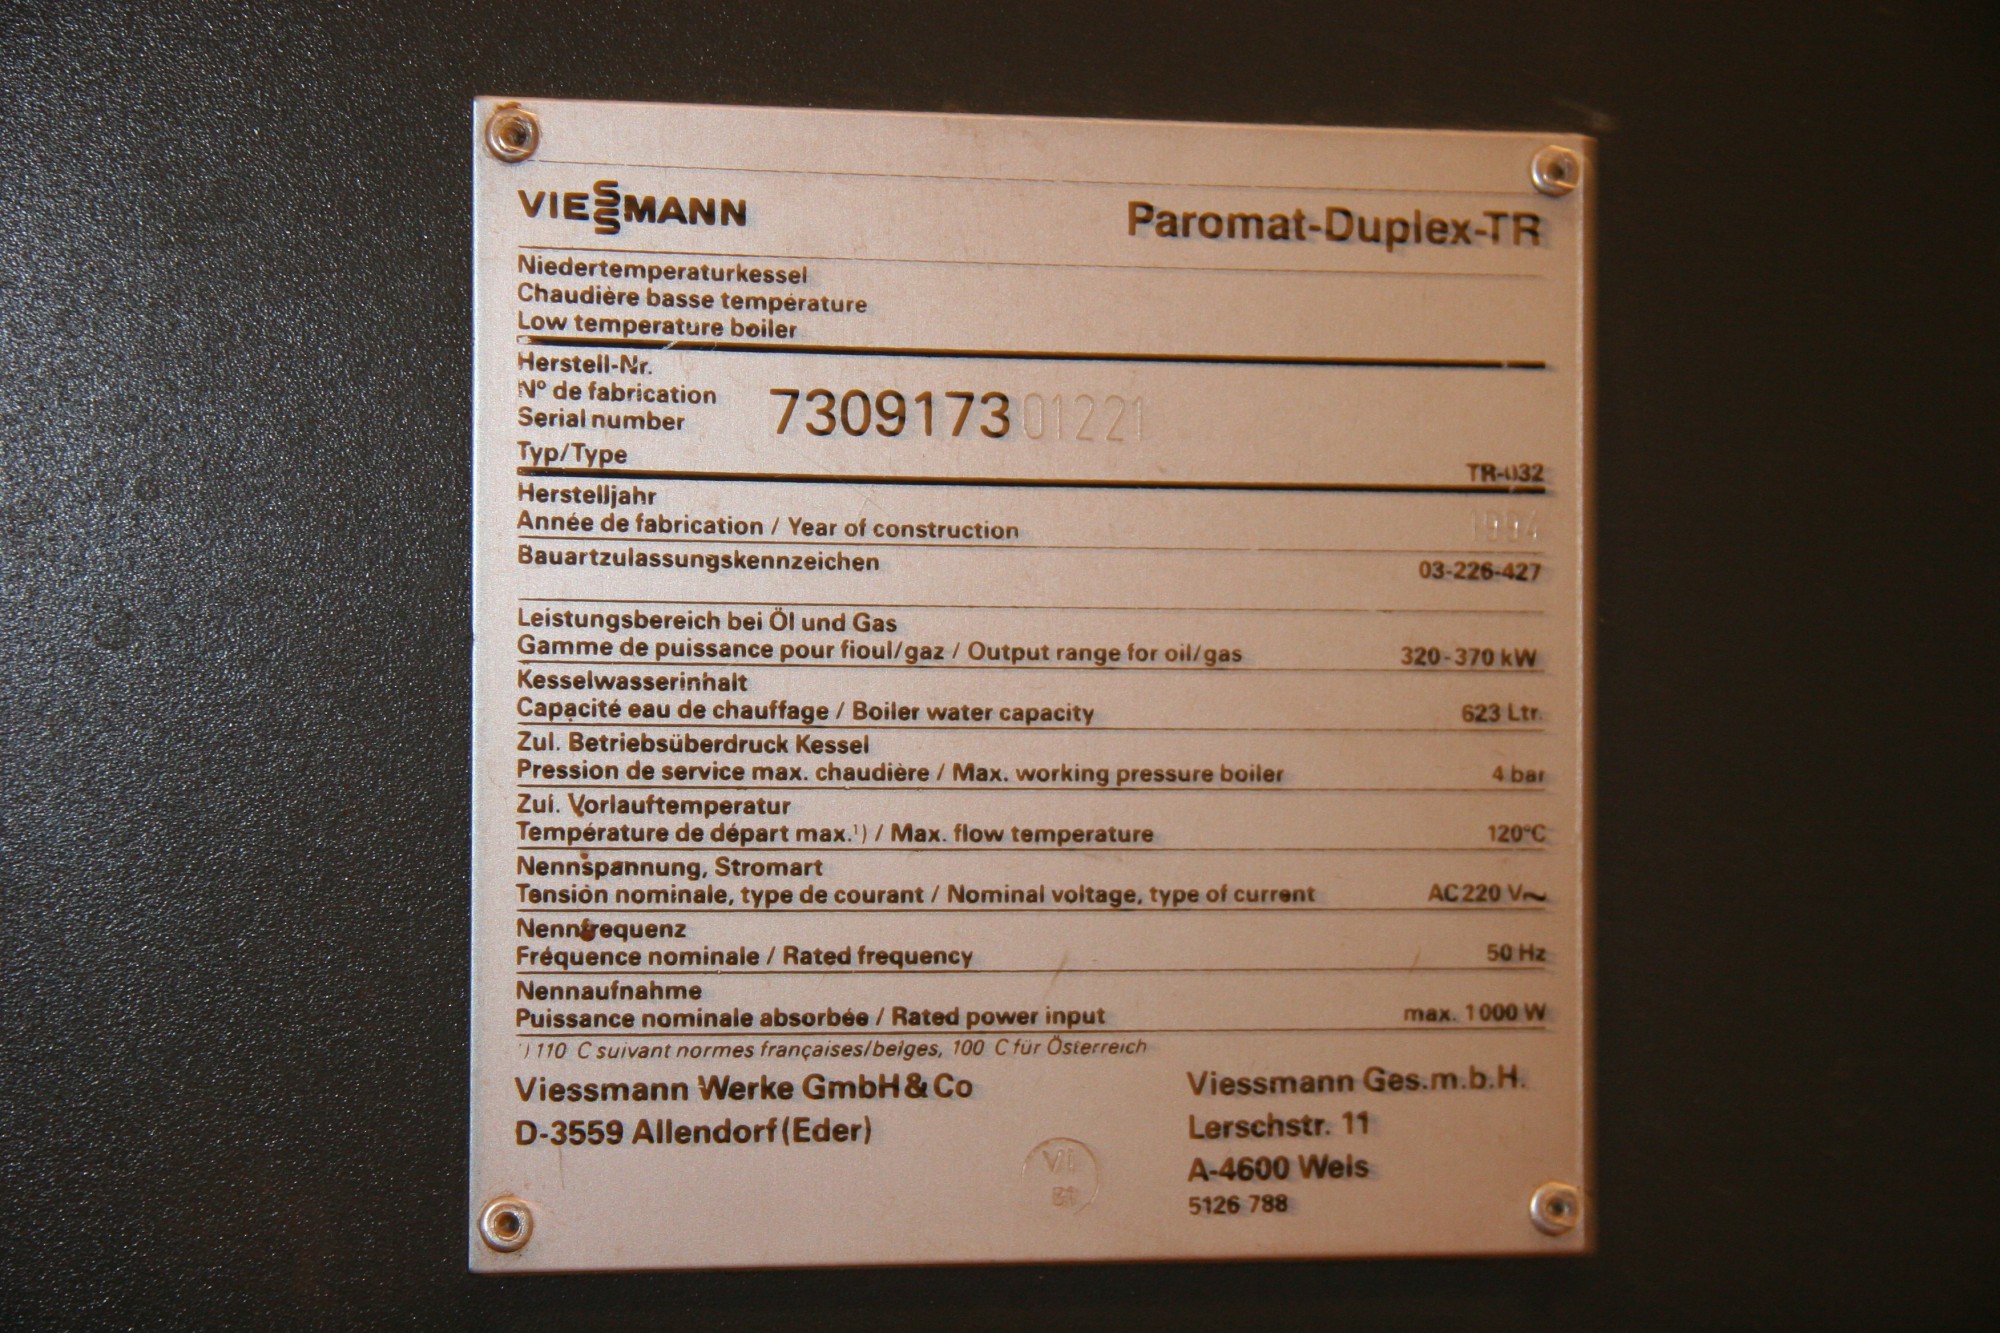 VIESSMANN Paromat-Duplex-TR
Niedertemperaturkessel
Chaudière basse température
Low temperature boiler
Herstell-Nr.
N° de fabrication
Serial number 7309173 01221
Typ/Type TR-032
Herstelljahr
Année de fabrication / Year of construction 1994
Bauartzulassungskennzeichen 03-226-427
Leistungsbereich bei Öl und Gas
Gamme de puissance pour fioul/gaz / Output range for oil/gas 320-370 kW
Kesselwasserinhalt
Capacité eau de chauffage / Boiler water capacity 623 Ltr.
Zul. Betriebsüberdruck Kessel
Pression de service max. chaudière / Max. working pressure boiler 4 bar
Zul. Vorlauftemperatur
Température de départ max.¹) / Max. flow temperature 120°C
Nennspannung, Stromart
Tension nominale, type de courant / Nominal voltage, type of current AC 220 V~
Nennfrequenz
Fréquence nominale / Rated frequency 50 Hz
Nennaufnahme
Puissance nominale absorbée / Rated power input max. 1000 W
¹) 110 C suivant normes françaises/belges, 100 C für Österreich
Viessmann Werke GmbH & Co Viessmann Ges.m.b.H.
D-3559 Allendorf (Eder) Lerschstr. 11
A-4600 Wels
5126 788